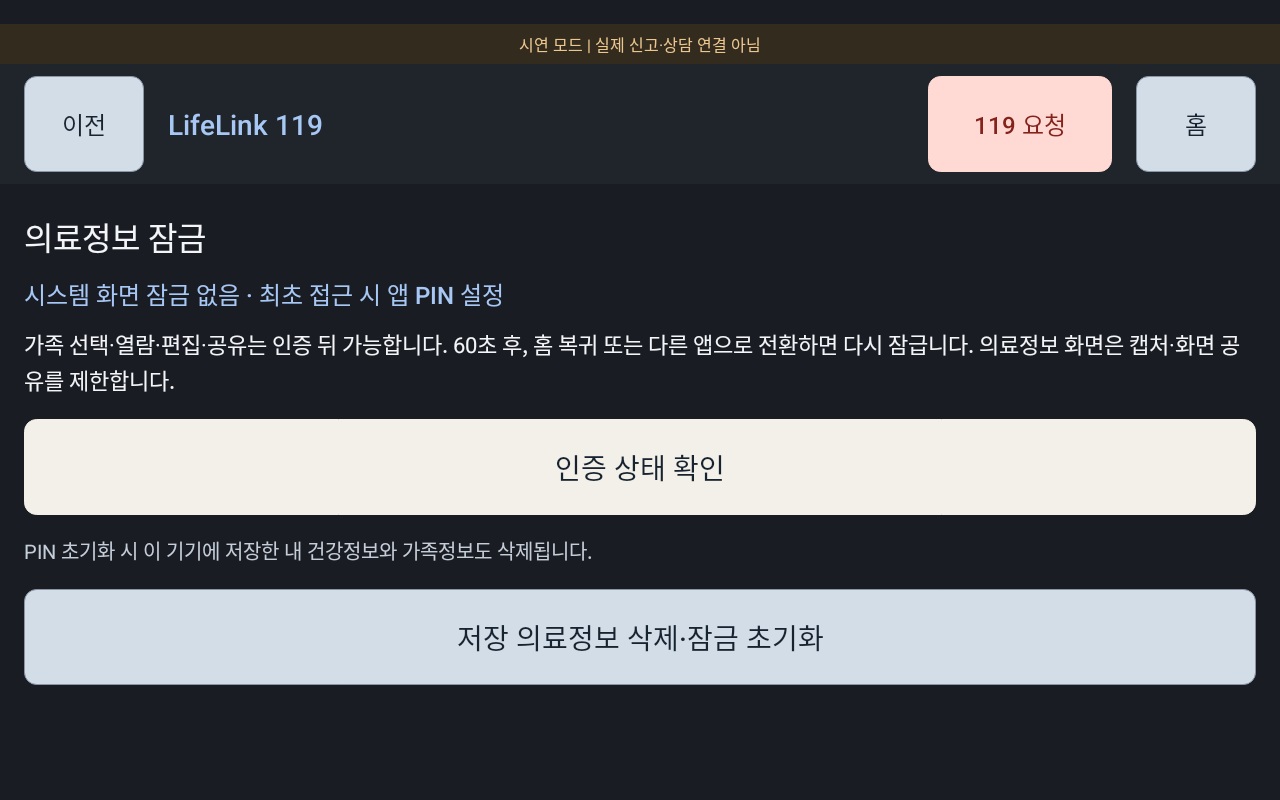 시연 모드 | 실제 신고·상담 연결 아님
이전
LifeLink 119
119 요청
홈
의료정보 잠금
시스템 화면 잠금 없음 · 최초 접근 시 앱 PIN 설정
가족 선택·열람·편집·공유는 인증 뒤 가능합니다. 60초 후, 홈 복귀 또는 다른 앱으로 전환하면 다시 잠급니다. 의료정보 화면은 캡처·화면 공
유를 제한합니다.
인증 상태 확인
PIN 초기화 시 이 기기에 저장한 내 건강정보와 가족정보도 삭제됩니다.
저장 의료정보 삭제·잠금 초기화